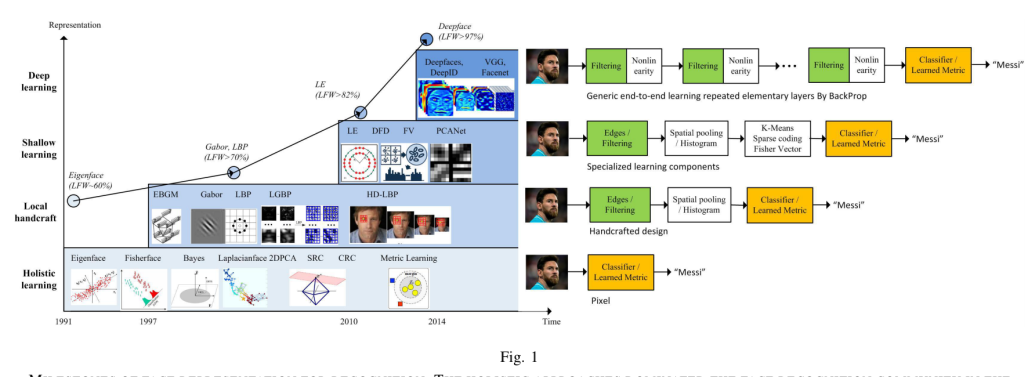 Representation
Deepface
(LFW>97%)
Deep
learning
Deepfaces,
DeepID
VGG,
Facenet
LE
(LFW>82%)
Shallow
learning
LE DFD FV PCANet
Gabor, LBP
(LFW>70%)
Eigenface
(LFW~60%)
Local
handcraft
EBGM Gabor LBP LGBP HD-LBP
Holistic
learning
Eigenface Fisherface Bayes Laplacianface 2DPCA SRC CRC Metric Learning
1991 1997 2010 2014 Time
Filtering Nonlin
earity
Filtering Nonlin
earity
Filtering Nonlin
earity
Classifier /
Learned Metric
"Messi"
Generic end-to-end learning repeated elementary layers By BackProp
Edges /
Filtering
Spatial pooling
/ Histogram
K-Means
Sparse coding
Fisher Vector
Classifier /
Learned Metric
"Messi"
Specialized learning components
Edges /
Filtering
Spatial pooling
/ Histogram
Classifier /
Learned Metric
"Messi"
Handcrafted design
Classifier /
Learned Metric
"Messi"
Pixel
Fig. 1